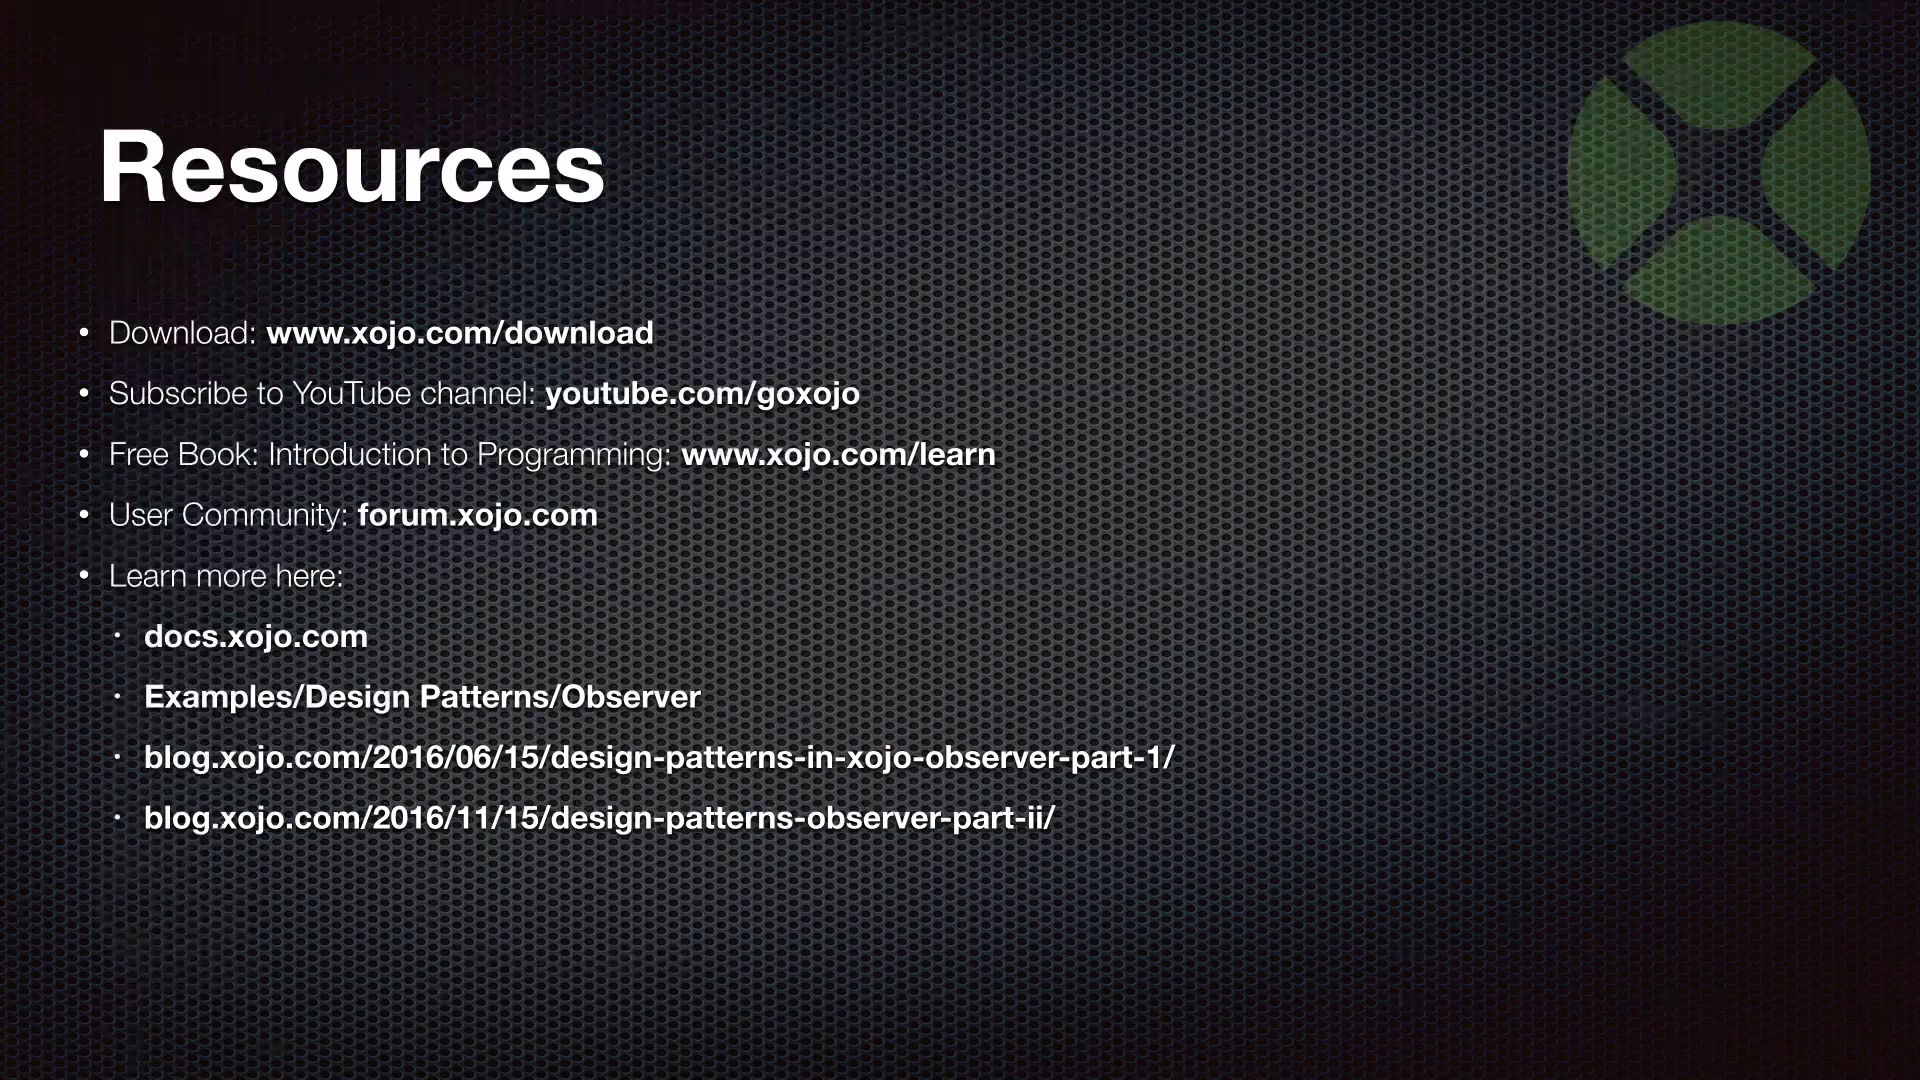 Resources
• Download: www.xojo.com/download
• Subscribe to YouTube channel: youtube.com/goxojo
• Free Book: Introduction to Programming: www.xojo.com/learn
• User Community: forum.xojo.com
• Learn more here:
• docs.xojo.com
• Examples/Design Patterns/Observer
• blog.xojo.com/2016/06/15/design-patterns-in-xojo-observer-part-1/
• blog.xojo.com/2016/11/15/design-patterns-observer-part-ii/